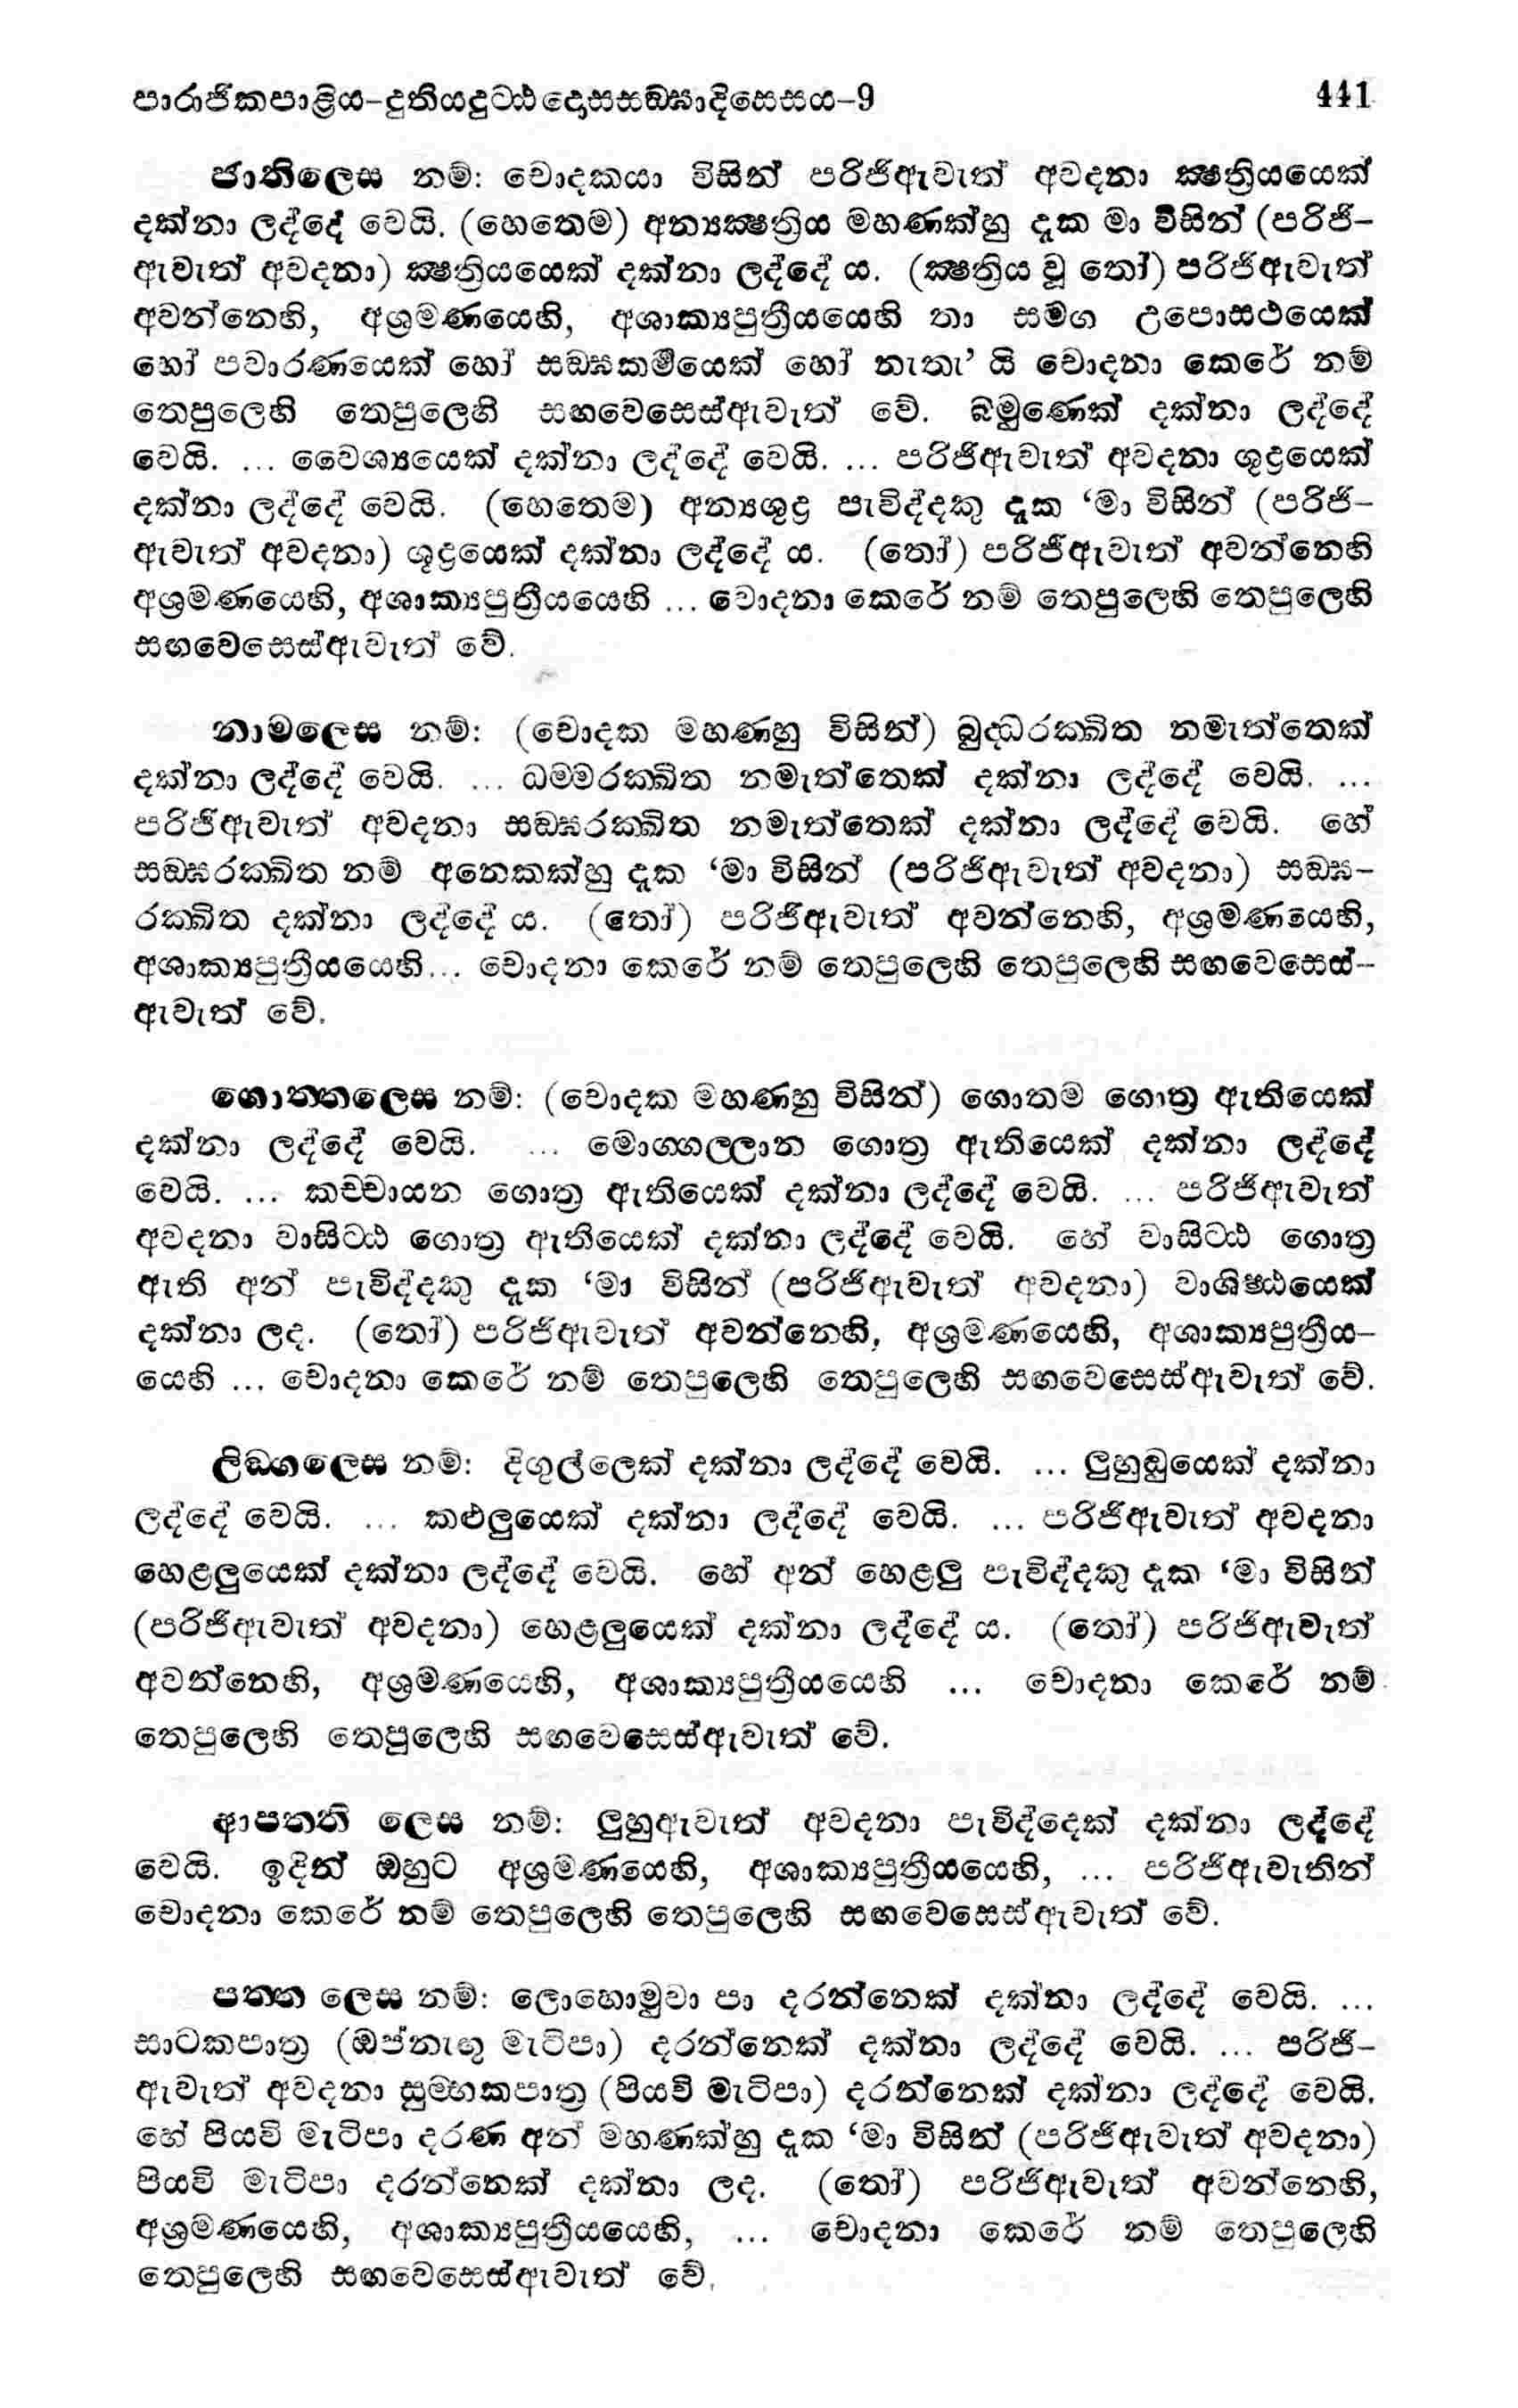 පාරාජිකපාළිය-දුතියදුට්ඨදොසසඞ්ඝාදිසෙසය-9 441
ජාතිලෙස නම්: චොදකයා විසින් පරිජිඇවැත් අවදනා ක්‍ෂත්‍රියයෙක්
දක්නා ලද්දේ වෙයි. (හෙතෙම) අන්‍යක්‍ෂත්‍රිය මහණක්හු දැක මා විසින් (පරිජි-
ඇවැත් අවදනා) ක්‍ෂත්‍රියයෙක් දක්නා ලද්දේ ය. (ක්‍ෂත්‍රිය වූ තෝ) පරිජිඇවැත්
අවන්නෙහි, අශ්‍රමණයෙහි, අශාක්‍යපුත්‍රීයයෙහි තා සමග උපොසථයෙක්
හෝ පවාරණයෙක් හෝ සඞ්ඝකර්‍මයෙක් හෝ නැතැ’ යි චොදනා කෙරේ නම්
තෙපුලෙහි තෙපුලෙහි සඟවෙසෙස්ඇවැත් වේ. බමුණෙක් දක්නා ලද්දේ
වෙයි. ... වෛශ්‍යයෙක් දක්නා ලද්දේ වෙයි. ... පරිජිඇවැත් අවදනා ශුද්‍රයෙක්
දක්නා ලද්දේ වෙයි. (හෙතෙම) අන්‍යශුද්‍ර පැවිද්දකු දැක ‘මා විසින් (පරිජි-
ඇවැත් අවදනා) ශූද්‍රයෙක් දක්නා ලද්දේ ය. (තෝ) පරිජිඇවැත් අවන්නෙහි
අශ්‍රමණයෙහි, අශාක්‍යපුත්‍රීයයෙහි ... චොදනා කෙරේ නම් තෙපුලෙහි තෙපුලෙහි
සඟවෙසෙස්ඇවැත් වේ.
නාමලෙස නම්: (චොදක මහණහු විසින්) බුද්ධරක්ඛිත නමැත්තෙක්
දක්නා ලද්දේ වෙයි. ... ධම්මරක්ඛිත නමැත්තෙක් දක්නා ලද්දේ වෙයි. ...
පරිජිඇවැත් අවදනා සඞ්ඝරක්ඛිත නමැත්තෙක් දක්නා ලද්දේ වෙයි. හේ
සඞ්ඝරක්ඛිත නම් අනෙකක්හු දැක ‘මා විසින් (පරිජිඇවැත් අවදනා) සඞ්ඝ-
රක්ඛිත දක්නා ලද්දේ ය. (තෝ) පරිජිඇවැත් අවන්නෙහි, අශ්‍රමණයෙහි,
අශාක්‍යපුත්‍රීයයෙහි... චොදනා කෙරේ නම් තෙපුලෙහි තෙපුලෙහි සඟවෙසෙස්-
ඇවැත් වේ.
ගොත්තලෙස නම්: (චොදක මහණහු විසින්) ගොතම ගොත්‍ර ඇතියෙක්
දක්නා ලද්දේ වෙයි. ... මොග්ගල්ලාන ගොත්‍ර ඇතියෙක් දක්නා ලද්දේ
වෙයි. ... කච්චායන ගොත්‍ර ඇතියෙක් දක්නා ලද්දේ වෙයි. ... පරිජිඇවැත්
අවදනා වාසිට්ඨ ගොත්‍ර ඇතියෙක් දක්නා ලද්දේ වෙයි. හේ වාසිට්ඨ ගොත්‍ර
ඇති අන් පැවිද්දකු දැක ‘මා විසින් (පරිජිඇවැත් අවදනා) වාශිෂ්ඨයෙක්
දක්නා ලද. (තෝ) පරිජිඇවැත් අවන්නෙහි, අශ්‍රමණයෙහි, අශාක්‍යපුත්‍රීය-
යෙහි ... චොදනා කෙරේ නම් තෙපුලෙහි තෙපුලෙහි සඟවෙසෙස්ඇවැත් වේ.
ලිඞ්ගලෙස නම්: දිගුල්ලෙක් දක්නා ලද්දේ වෙයි. ... ලුහුඬුයෙක් දක්නා
ලද්දේ වෙයි. ... කළුලුයෙක් දක්නා ලද්දේ වෙයි. ... පරිජිඇවැත් අවදනා
හෙළලුයෙක් දක්නා ලද්දේ වෙයි. හේ අන් හෙළලු පැවිද්දකු දැක ‘මා විසින්
(පරිජිඇවැත් අවදනා) හෙළලුයෙක් දක්නා ලද්දේ ය. (තෝ) පරිජිඇවැත්
අවන්නෙහි, අශ්‍රමණයෙහි, අශාක්‍යපුත්‍රීයයෙහි ... චොදනා කෙරේ නම්
තෙපුලෙහි තෙපුලෙහි සඟවෙසෙස්ඇවැත් වේ.
ආපත්ති ලෙස නම්: ලුහුඇවැත් අවදනා පැවිද්දෙක් දක්නා ලද්දේ
වෙයි. ඉදින් ඔහුට අශ්‍රමණයෙහි, අශාක්‍යපුත්‍රීයයෙහි, ... පරිජිඇවැතින්
චොදනා කෙරේ නම් තෙපුලෙහි තෙපුලෙහි සඟවෙසෙස්ඇවැත් වේ.
පත්ත ලෙස නම්: ලොහොමුවා පා දරන්නෙක් දක්නා ලද්දේ වෙයි. ...
සාටකපාත්‍ර (ඔප්නැඟූ මැටිපා) දරන්නෙක් දක්නා ලද්දේ වෙයි. ... පරිජි-
ඇවැත් අවදනා සුම්භකපාත්‍ර (පියවි මැටිපා) දරන්නෙක් දක්නා ලද්දේ වෙයි.
හේ පියවි මැටිපා දරණ අන් මහණක්හු දැක ‘මා විසින් (පරිජිඇවැත් අවදනා)
පියවි මැටිපා දරන්නෙක් දක්නා ලද. (තෝ) පරිජිඇවැත් අවන්නෙහි,
අශ්‍රමණයෙහි, අශාක්‍යපුත්‍රීයයෙහි, ... චොදනා කෙරේ නම් තෙපුලෙහි
තෙපුලෙහි සඟවෙසෙස්ඇවැත් වේ.